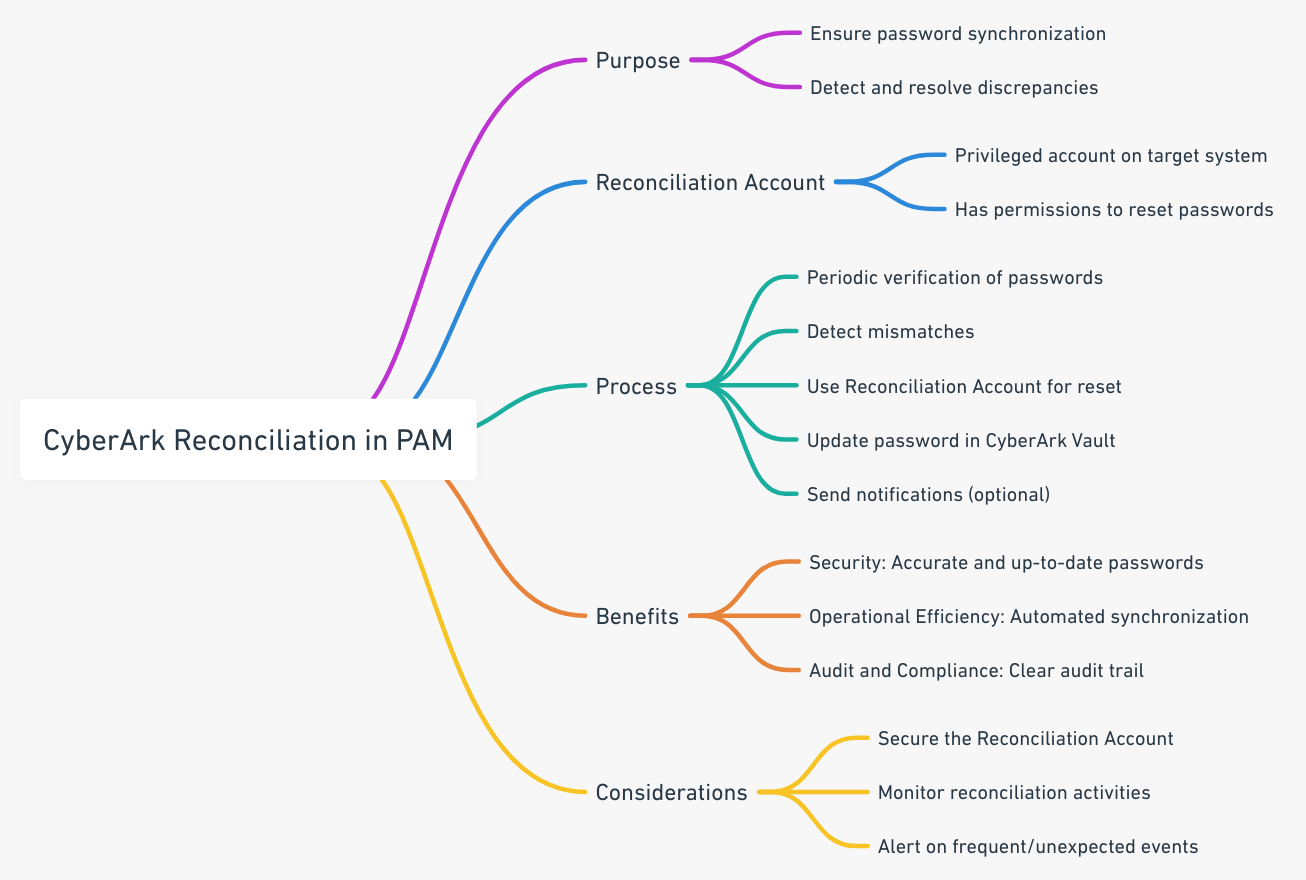 CyberArk Reconciliation in PAM
Purpose
Ensure password synchronization
Detect and resolve discrepancies
Reconciliation Account
Privileged account on target system
Has permissions to reset passwords
Process
Periodic verification of passwords
Detect mismatches
Use Reconciliation Account for reset
Update password in CyberArk Vault
Send notifications (optional)
Benefits
Security: Accurate and up-to-date passwords
Operational Efficiency: Automated synchronization
Audit and Compliance: Clear audit trail
Considerations
Secure the Reconciliation Account
Monitor reconciliation activities
Alert on frequent/unexpected events